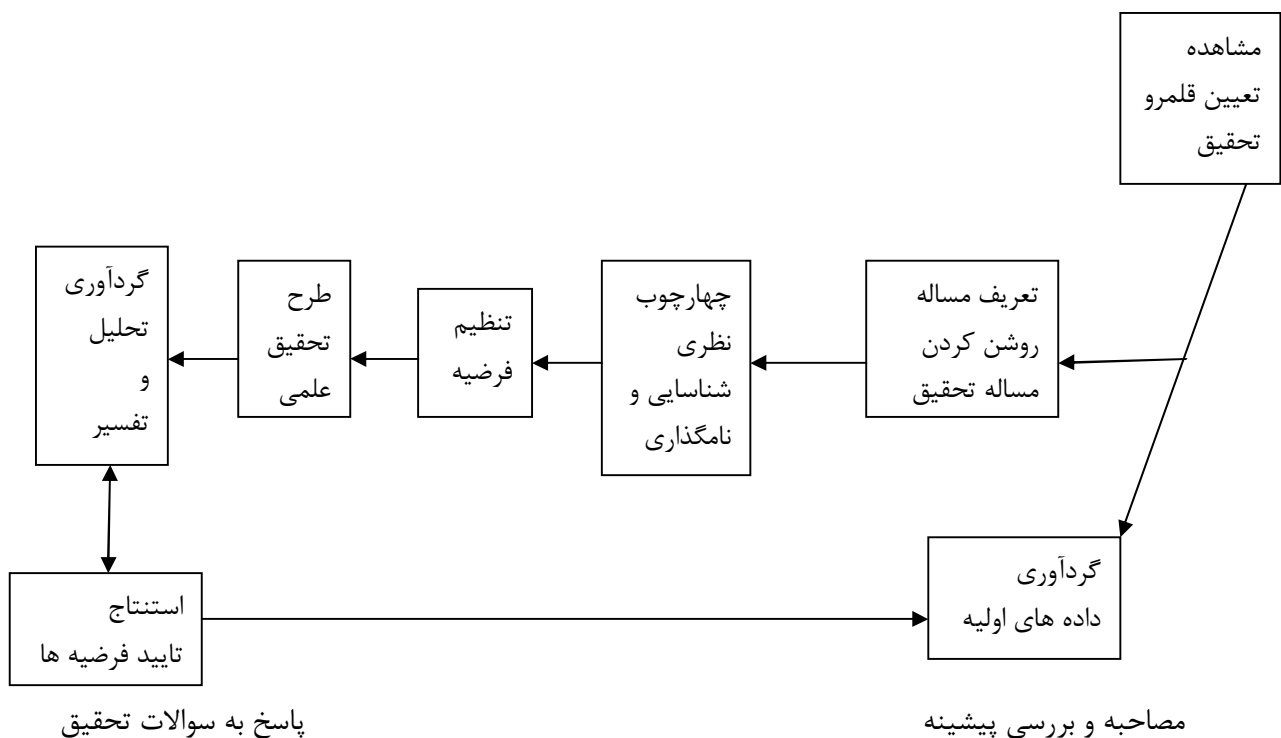 مشاهده
تعیین قلمرو
تحقیق
تعریف مساله
روشن کردن
مساله تحقیق
چهارچوب
نظری
شناسایی و
نامگذاری
تنظیم
فرضیه
طرح
تحقیق
علمی
گردآوری
تحلیل
و
تفسیر
گردآوری
داده های اولیه
استنتاج
تایید فرضیه ها
مصاحبه و بررسی پیشینه
پاسخ به سوالات تحقیق